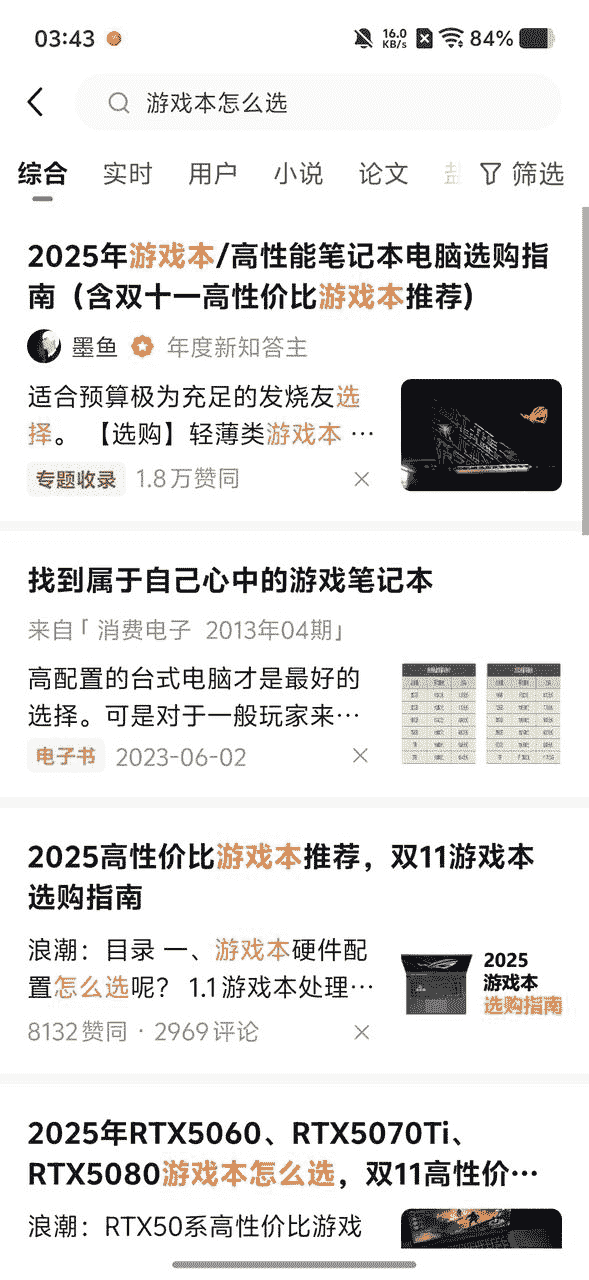 03:43
16.0
KB/s
84%
游戏本怎么选
综合 实时 用户 小说 论文 盐 筛选
2025年游戏本/高性能笔记本电脑选购指
南（含双十一高性价比游戏本推荐）
墨鱼 年度新知答主
适合预算极为充足的发烧友选
择。【选购】轻薄类游戏本 …
专题收录 1.8万赞同
找到属于自己心中的游戏笔记本
来自「 消费电子 2013年04期」
高配置的台式电脑才是最好的
选择。可是对于一般玩家来…
电子书 2023-06-02
2025高性价比游戏本推荐，双11游戏本
选购指南
浪潮：目录 一、游戏本硬件配
置怎么选呢？ 1.1游戏本处理…
2025
游戏本
选购指南
8132赞同 · 2969评论
2025年RTX5060、RTX5070Ti、
RTX5080游戏本怎么选，双11高性价…
浪潮：RTX50系高性价比游戏